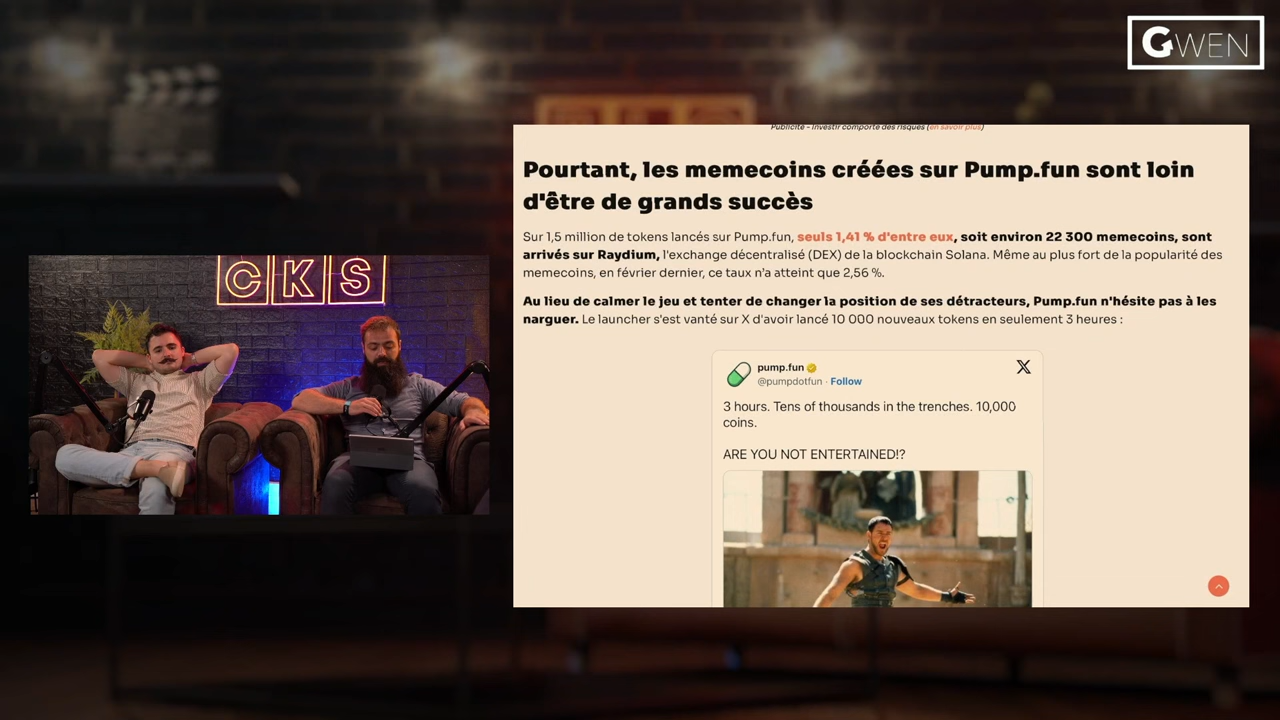 GWEN
Publicité - Investir comporte des risques (en savoir plus)
Pourtant, les memecoins créées sur Pump.fun sont loin
d'être de grands succès
Sur 1,5 million de tokens lancés sur Pump.fun, seuls 1,41 % d'entre eux, soit environ 22 300 memecoins, sont
arrivés sur Raydium, l'exchange décentralisé (DEX) de la blockchain Solana. Même au plus fort de la popularité des
memecoins, en février dernier, ce taux n'a atteint que 2,56 %.
Au lieu de calmer le jeu et tenter de changer la position de ses détracteurs, Pump.fun n'hésite pas à les
narguer. Le launcher s'est vanté sur X d'avoir lancé 10 000 nouveaux tokens en seulement 3 heures :
CKS
pump.fun
@pumpdotfun · Follow
3 hours. Tens of thousands in the trenches. 10,000
coins.
ARE YOU NOT ENTERTAINED!?